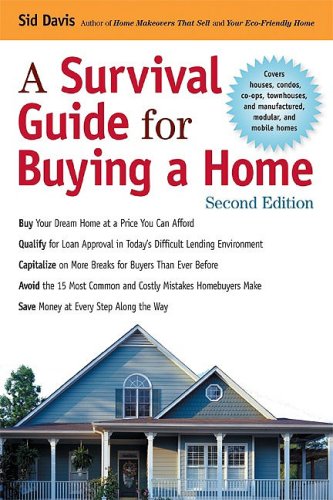 Sid Davis Author of Home Makeovers That Sell and Your Eco-Friendly Home
A Survival
Guide for
Buying a Home
Second Edition
Covers
houses, condos,
co-ops, townhouses,
and manufactured,
modular, and
mobile homes
Buy Your Dream Home at a Price You Can Afford
Qualify for Loan Approval in Today's Difficult Lending Environment
Capitalize on More Breaks for Buyers Than Ever Before
Avoid the 15 Most Common and Costly Mistakes Homebuyers Make
Save Money at Every Step Along the Way